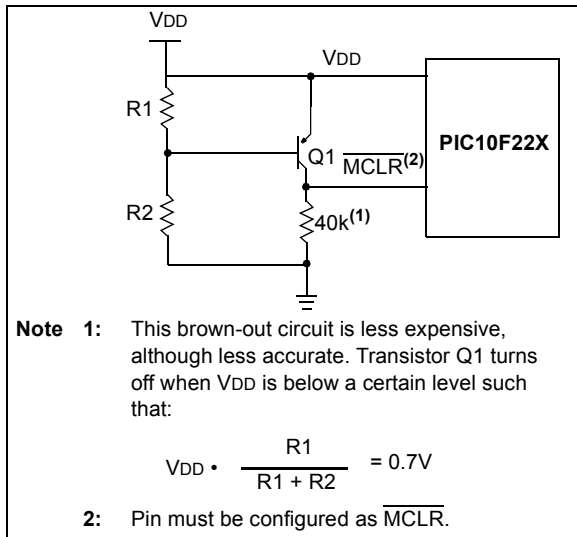 VDD
VDD
R1
Q1
MCLR(2)
PIC10F22X
R2
40k(1)
Note 1: This brown-out circuit is less expensive,
although less accurate. Transistor Q1 turns
off when VDD is below a certain level such
that:
VDD • R1 / R1 + R2 = 0.7V
2: Pin must be configured as MCLR.